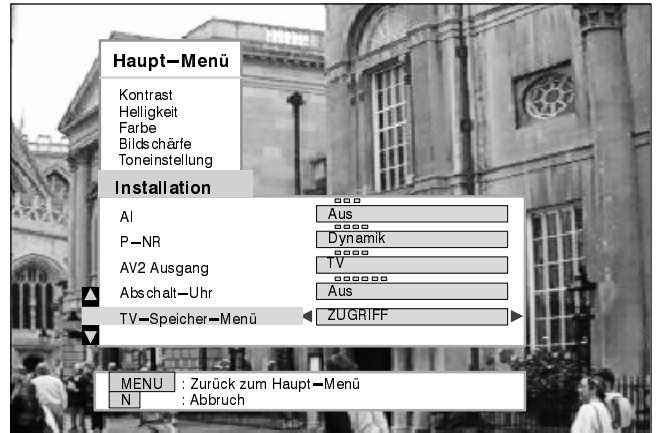 Haupt–Menü
Kontrast
Helligkeit
Farbe
Bildschärfe
Toneinstellung
Installation
AI Aus
P–NR Dynamik
AV2 Ausgang TV
Abschalt–Uhr Aus
TV–Speicher–Menü ZUGRIFF
MENU : Zurück zum Haupt–Menü
N : Abbruch